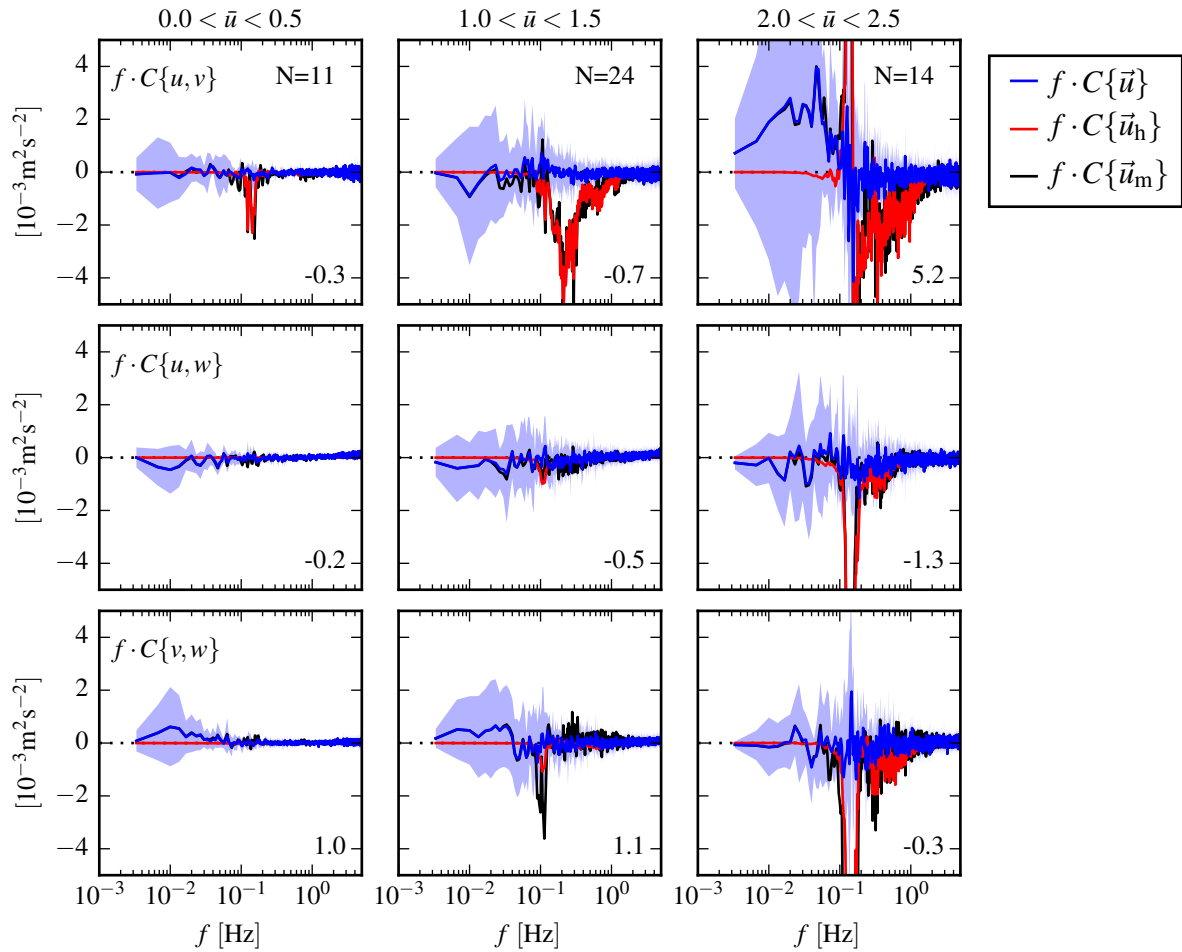 0.0 < ū < 0.5
1.0 < ū < 1.5
2.0 < ū < 2.5
f · C{u, v}
N=11
N=24
N=14
f · C{u⃗}
f · C{u⃗_h}
f · C{u⃗_m}
4
2
0
−2
−4
[10⁻³m²s⁻²]
-0.3
-0.7
5.2
f · C{u, w}
4
2
0
−2
−4
[10⁻³m²s⁻²]
-0.2
-0.5
-1.3
f · C{v, w}
4
2
0
−2
−4
[10⁻³m²s⁻²]
1.0
1.1
-0.3
10⁻³ 10⁻² 10⁻¹ 10⁰
10⁻³ 10⁻² 10⁻¹ 10⁰
10⁻³ 10⁻² 10⁻¹ 10⁰
f [Hz]
f [Hz]
f [Hz]